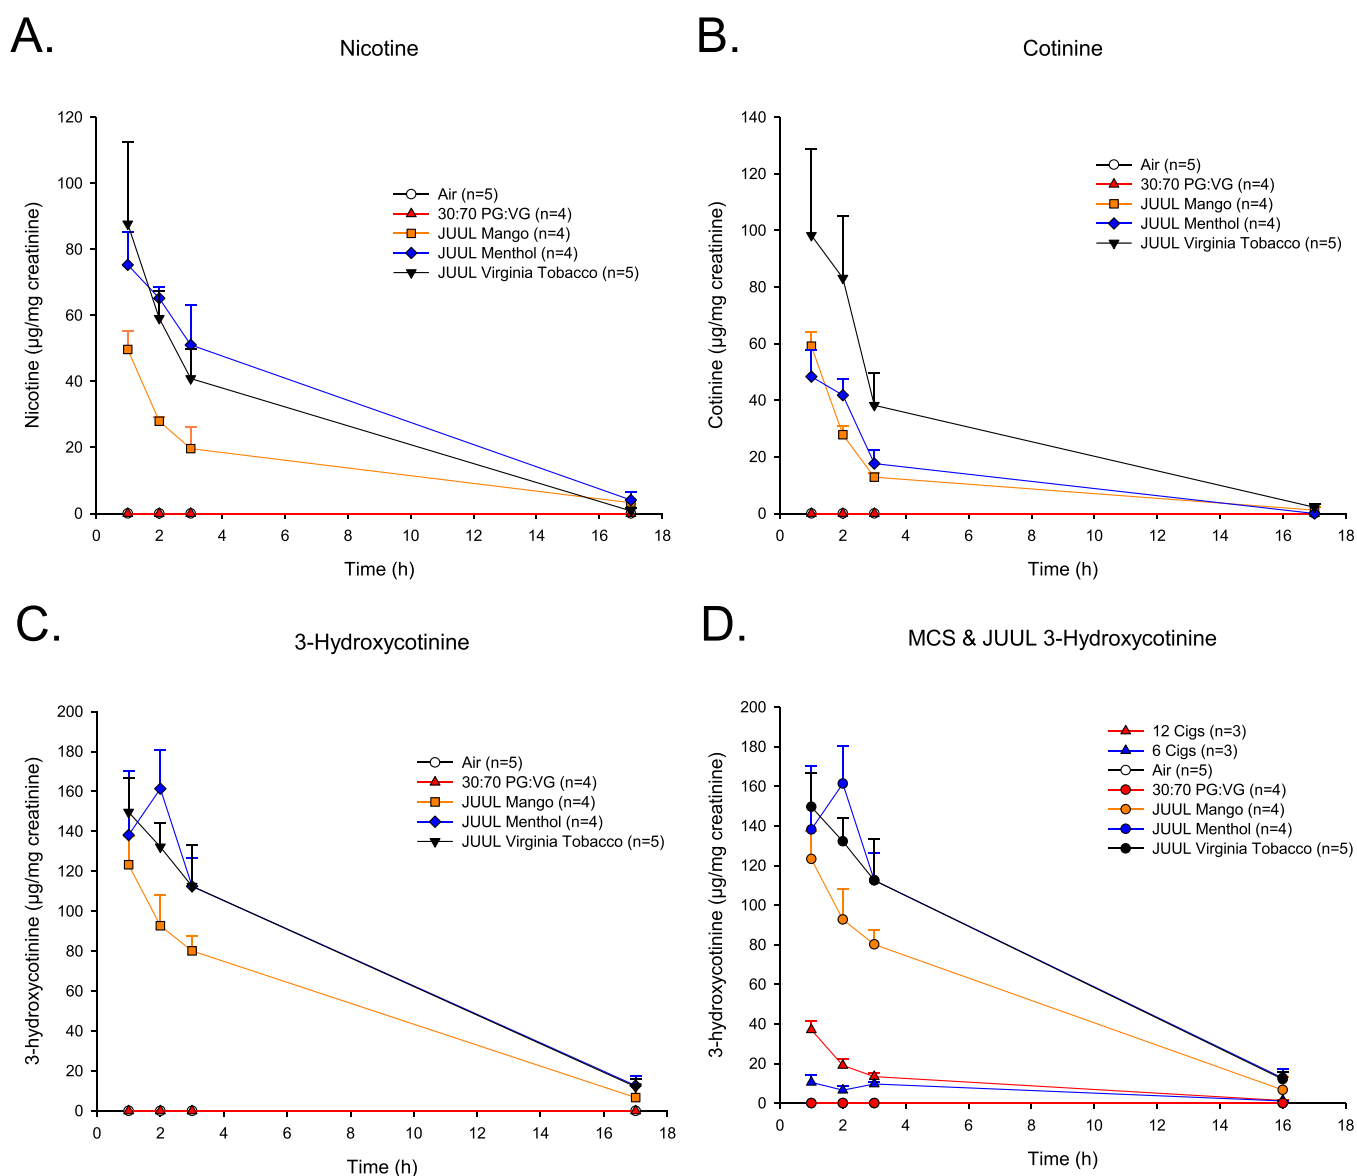 A.
Nicotine
120
100
80
60
40
20
0
Nicotine (µg/mg creatinine)
0 2 4 6 8 10 12 14 16 18
Time (h)
Air (n=5)
30:70 PG:VG (n=4)
JUUL Mango (n=4)
JUUL Menthol (n=4)
JUUL Virginia Tobacco (n=5)
B.
Cotinine
140
120
100
80
60
40
20
0
Cotinine (µg/mg creatinine)
0 2 4 6 8 10 12 14 16 18
Time (h)
Air (n=5)
30:70 PG:VG (n=4)
JUUL Mango (n=4)
JUUL Menthol (n=4)
JUUL Virginia Tobacco (n=5)
C.
3-Hydroxycotinine
200
180
160
140
120
100
80
60
40
20
0
3-hydroxycotinine (µg/mg creatinine)
0 2 4 6 8 10 12 14 16 18
Time (h)
Air (n=5)
30:70 PG:VG (n=4)
JUUL Mango (n=4)
JUUL Menthol (n=4)
JUUL Virginia Tobacco (n=5)
D.
MCS & JUUL 3-Hydroxycotinine
200
180
160
140
120
100
80
60
40
20
0
3-hydroxycotinine (µg/mg creatinine)
0 2 4 6 8 10 12 14 16 18
Time (h)
12 Cigs (n=3)
6 Cigs (n=3)
Air (n=5)
30:70 PG:VG (n=4)
JUUL Mango (n=4)
JUUL Menthol (n=4)
JUUL Virginia Tobacco (n=5)